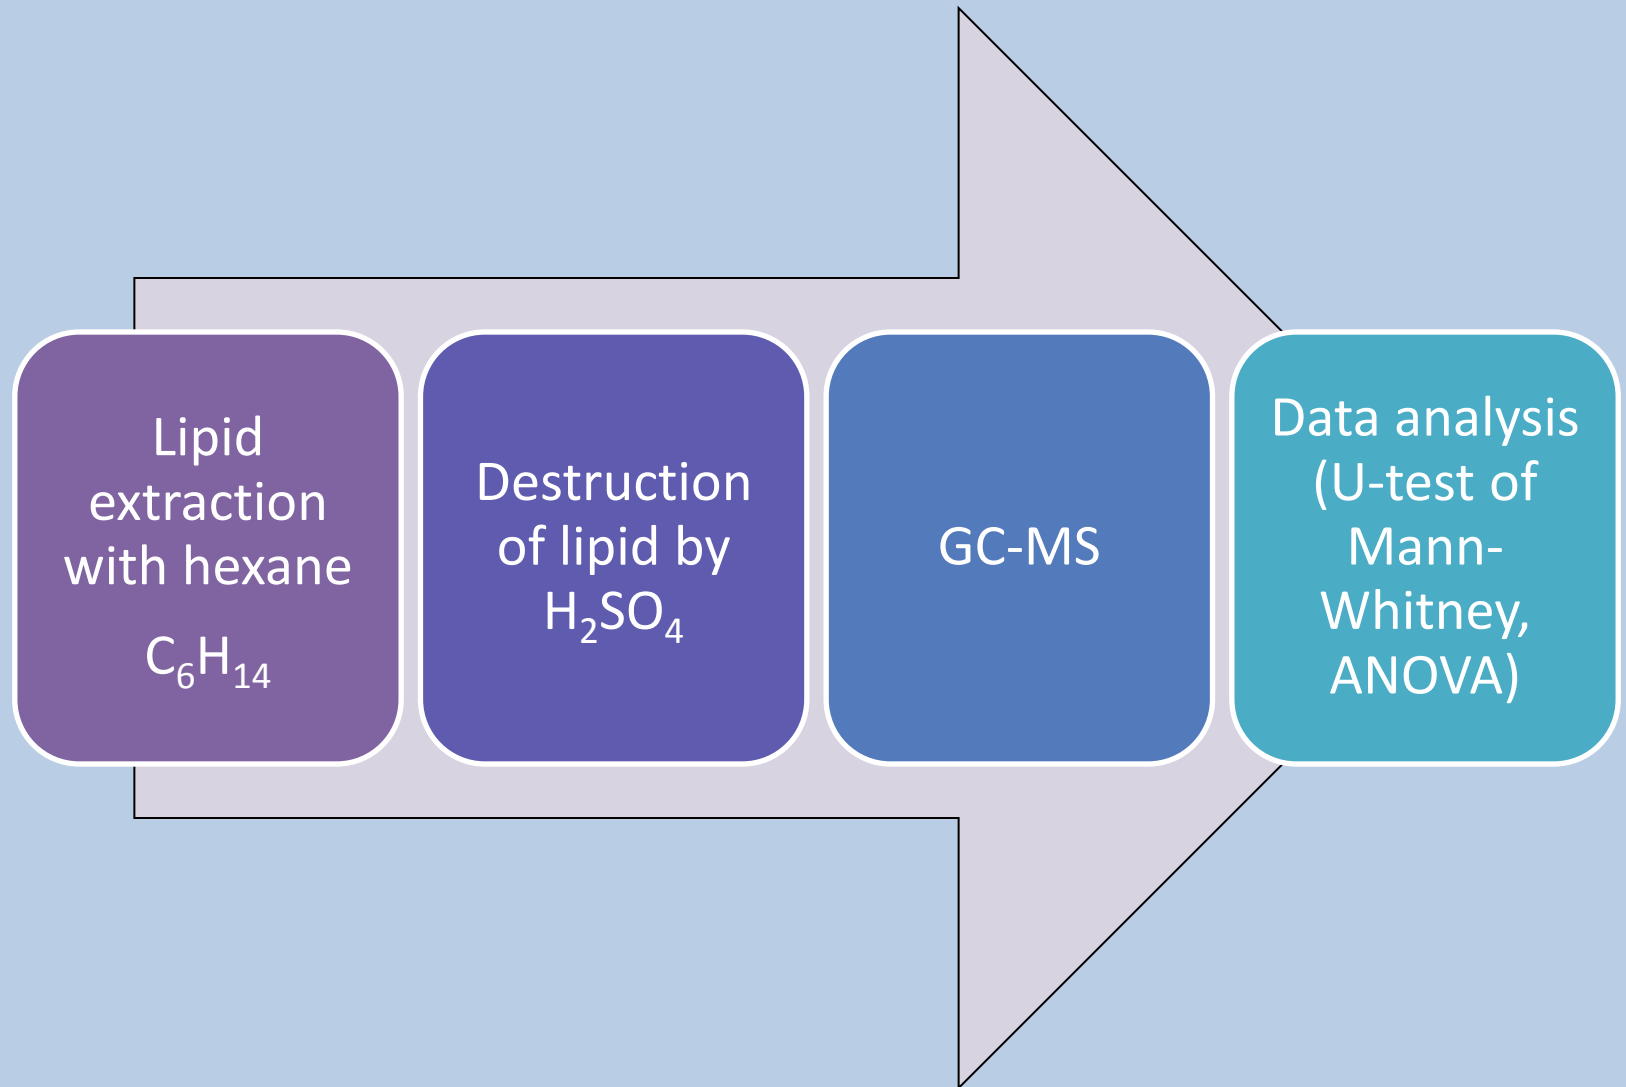 Lipid
extraction
with hexane
C₆H₁₄
Destruction
of lipid by
H₂SO₄
GC-MS
Data analysis
(U-test of
Mann-
Whitney,
ANOVA)